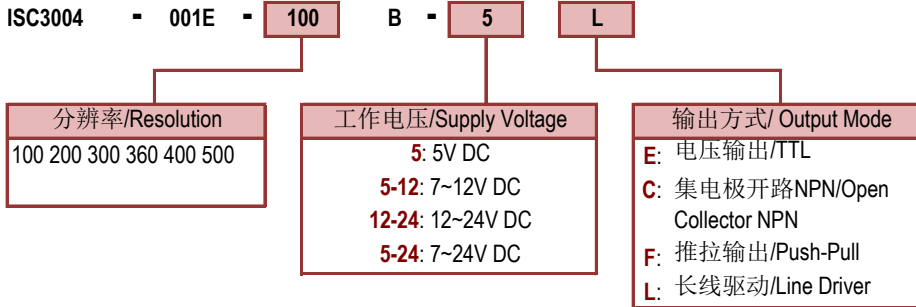 ISC3004 - 001E - 100 B - 5 L
分辨率/Resolution
100 200 300 360 400 500
工作电压/Supply Voltage
5: 5V DC
5-12: 7~12V DC
12-24: 12~24V DC
5-24: 7~24V DC
输出方式/ Output Mode
E: 电压输出/TTL
C: 集电极开路NPN/Open
Collector NPN
F: 推拉输出/Push-Pull
L: 长线驱动/Line Driver